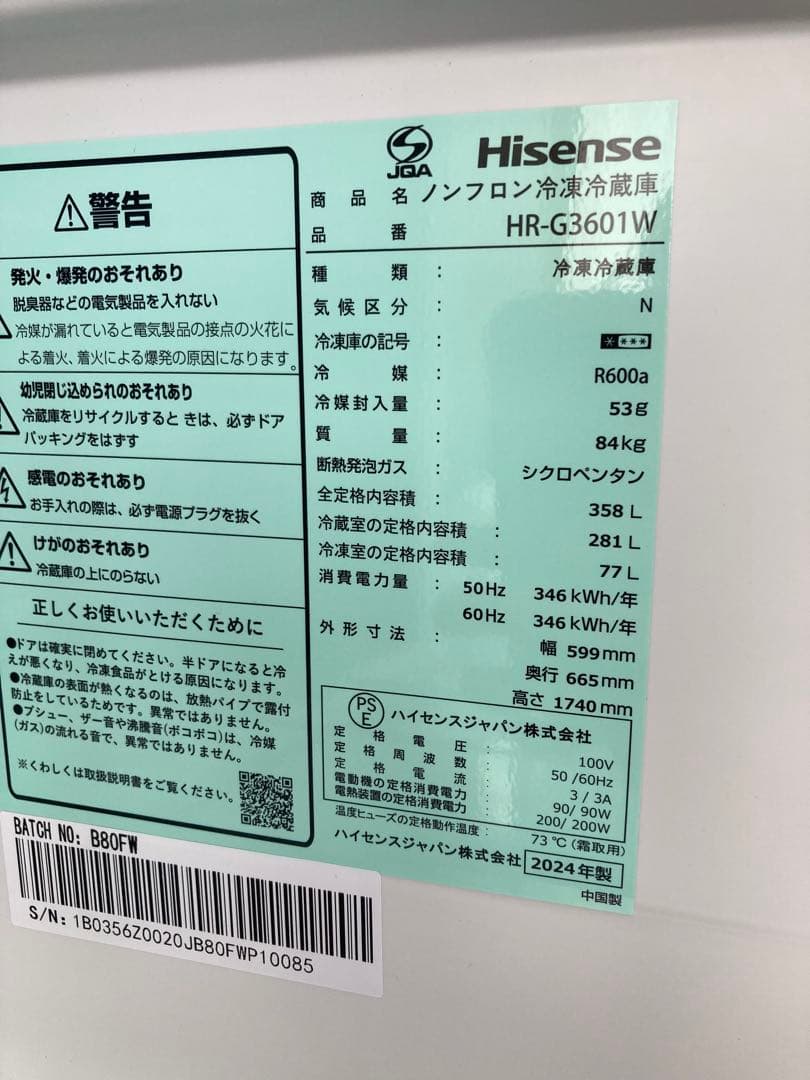 警告
発火・爆発のおそれあり
脱臭器などの電気製品を入れない
冷媒が漏れていると電気製品の接点の火花に
よる着火、着火による爆発の原因になります。
幼児閉じ込められのおそれあり
冷蔵庫をリサイクルすると きは、必ずドア
パッキングをはずす
感電のおそれあり
お手入れの際は、必ず電源プラグを抜く
けがのおそれあり
冷蔵庫の上にのらない
正しくお使いいただくために
●ドアは確実に閉めてください。半ドアになると冷
えが悪くなり、冷凍食品がとける原因になります。
●冷蔵庫の表面が熱くなるのは、放熱パイプで露付
防止をしているためです。異常ではありません。
●プシュー、ザー音や沸騰音(ボコボコ)は、冷媒
(ガス)の流れる音で、異常ではありません。
※くわしくは取扱説明書をご覧ください。
JQA Hisense
商品名 ノンフロン冷凍冷蔵庫
品番 HR-G3601W
種類 : 冷凍冷蔵庫
気候区分 : N
冷凍庫の記号 : ****
冷媒 : R600a
冷媒封入量 : 53g
質量 : 84kg
断熱発泡ガス : シクロペンタン
全定格内容積 : 358 L
冷蔵室の定格内容積 : 281 L
冷凍室の定格内容積 : 77 L
消費電力量 : 50Hz 346 kWh/年
60Hz 346 kWh/年
外形寸法 : 幅 599mm
奥行 665mm
高さ 1740mm
PSE ハイセンスジャパン株式会社
定格電圧 : 100V
定格周波数 : 50 /60Hz
定格電流 : 3 / 3A
電動機の定格消費電力 : 90/ 90W
電熱装置の定格消費電力 : 200/ 200W
温度ヒューズの定格動作温度 : 73℃(霜取用)
ハイセンスジャパン株式会社 2024年製
中国製
BATCH NO: B80FW
S/N: 1B0356Z0020JB80FWP10085